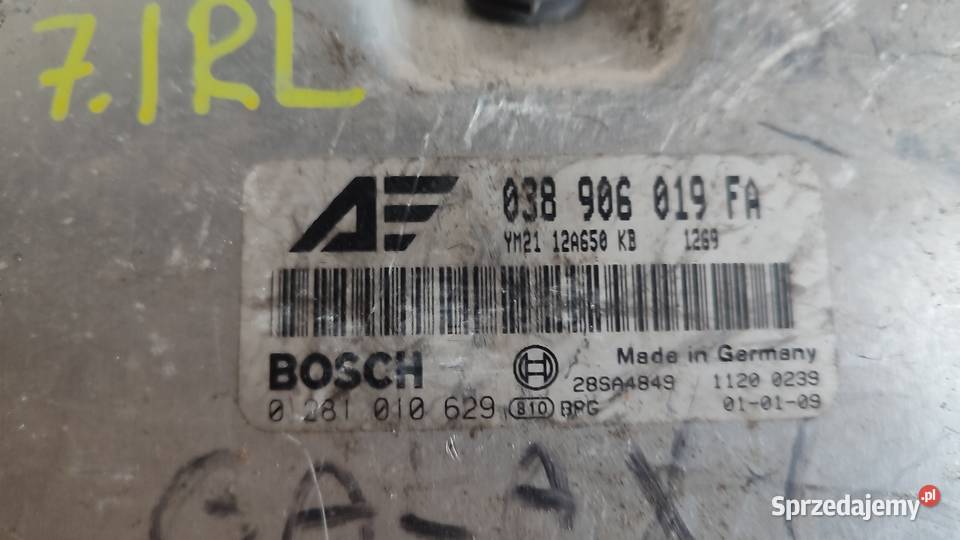 7.1RL
038 906 019 FA
YM21 12A650 KB 1269
BOSCH
Made in Germany
28SA4849 1120 0239
0 281 010 629 810 BPG 01-01-09
GALAXY
Sprzedajemy.pl